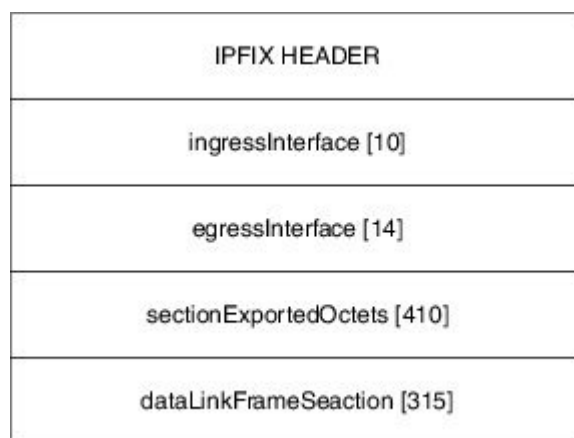 IPFIX HEADER
ingressInterface [10]
egressInterface [14]
sectionExportedOctets [410]
dataLinkFrameSeaction [315]